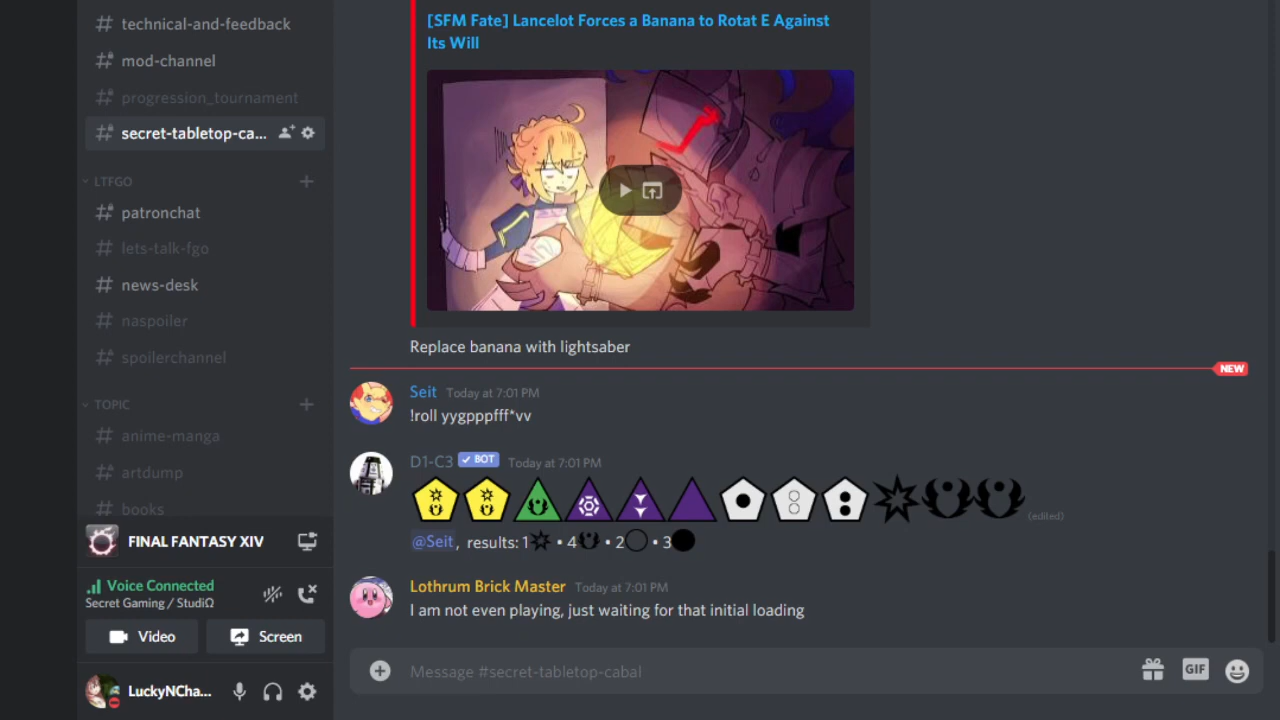 technical-and-feedback
mod-channel
progression_tournament
secret-tabletop-ca...
LTFGO
patronchat
lets-talk-fgo
news-desk
naspoiler
spoilerchannel
TOPIC
anime-manga
artdump
books
FINAL FANTASY XIV
Voice Connected
Secret Gaming / StudiΩ
Video
Screen
LuckyNCha...
[SFM Fate] Lancelot Forces a Banana to Rotat E Against
Its Will
Replace banana with lightsaber
NEW
Seit Today at 7:01 PM
!roll yygpppfff*vv
D1-C3 ✓ BOT Today at 7:01 PM
(edited)
@Seit, results: 1 • 4 • 2 • 3
Lothrum Brick Master Today at 7:01 PM
I am not even playing, just waiting for that initial loading
Message #secret-tabletop-cabal
GIF